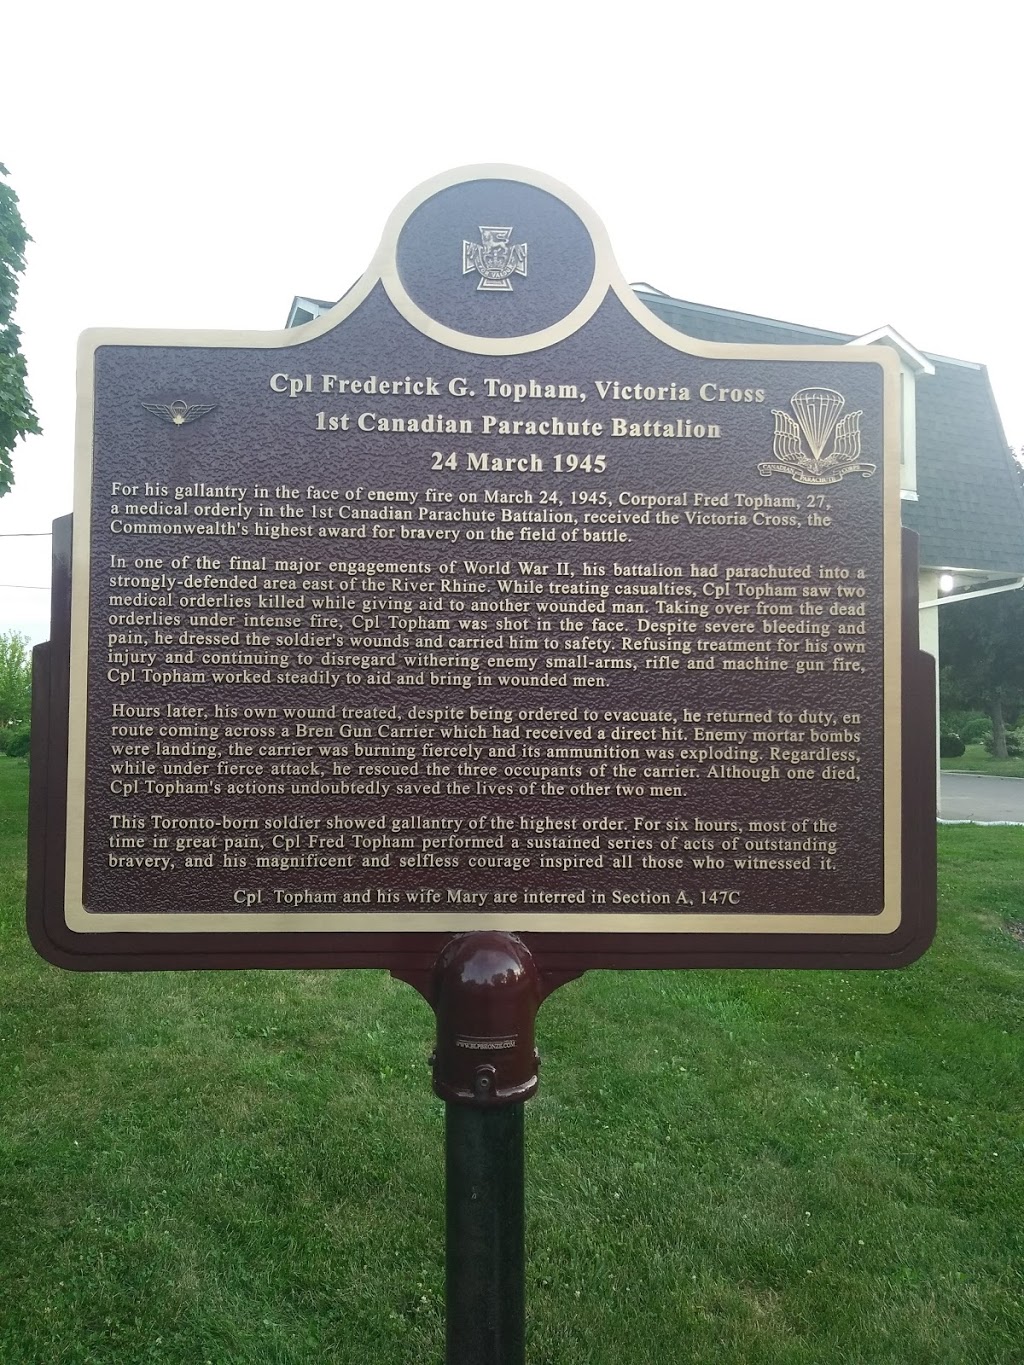 Cpl Frederick G. Topham, Victoria Cross
1st Canadian Parachute Battalion
24 March 1945
CANADIAN PARACHUTE CORPS
For his gallantry in the face of enemy fire on March 24, 1945, Corporal Fred Topham, 27,
a medical orderly in the 1st Canadian Parachute Battalion, received the Victoria Cross, the
Commonwealth's highest award for bravery on the field of battle.
In one of the final major engagements of World War II, his battalion had parachuted into a
strongly-defended area east of the River Rhine. While treating casualties, Cpl Topham saw two
medical orderlies killed while giving aid to another wounded man. Taking over from the dead
orderlies under intense fire, Cpl Topham was shot in the face. Despite severe bleeding and
pain, he dressed the soldier's wounds and carried him to safety. Refusing treatment for his own
injury and continuing to disregard withering enemy small-arms, rifle and machine gun fire,
Cpl Topham worked steadily to aid and bring in wounded men.
Hours later, his own wound treated, despite being ordered to evacuate, he returned to duty, en
route coming across a Bren Gun Carrier which had received a direct hit. Enemy mortar bombs
were landing, the carrier was burning fiercely and its ammunition was exploding. Regardless,
while under fierce attack, he rescued the three occupants of the carrier. Although one died,
Cpl Topham's actions undoubtedly saved the lives of the other two men.
This Toronto-born soldier showed gallantry of the highest order. For six hours, most of the
time in great pain, Cpl Fred Topham performed a sustained series of acts of outstanding
bravery, and his magnificent and selfless courage inspired all those who witnessed it.
Cpl Topham and his wife Mary are interred in Section A, 147C